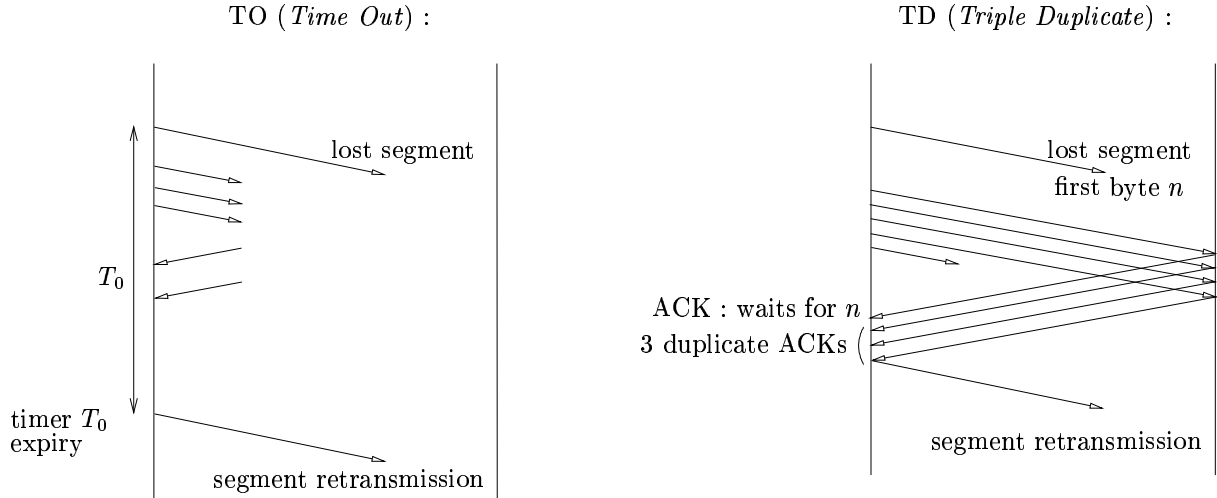 TO (Time Out) :
lost segment
T0
timer T0
expiry
segment retransmission
TD (Triple Duplicate) :
lost segment
first byte n
ACK : waits for n
3 duplicate ACKs (
segment retransmission